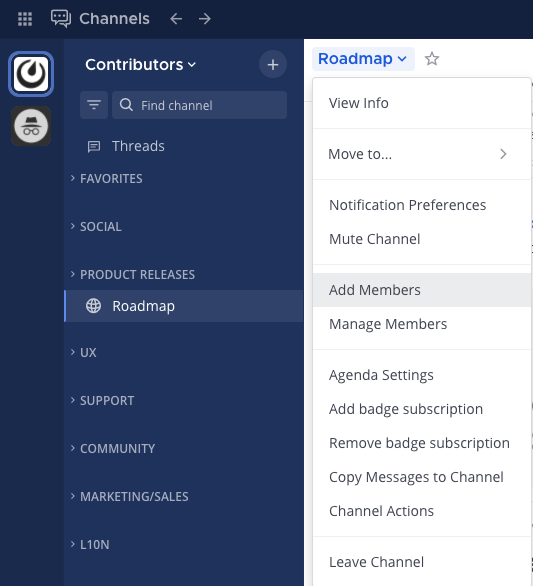 Channels
Contributors
Find channel
Threads
FAVORITES
SOCIAL
PRODUCT RELEASES
Roadmap
UX
SUPPORT
COMMUNITY
MARKETING/SALES
L10N
Roadmap
View Info
Move to...
Notification Preferences
Mute Channel
Add Members
Manage Members
Agenda Settings
Add badge subscription
Remove badge subscription
Copy Messages to Channel
Channel Actions
Leave Channel